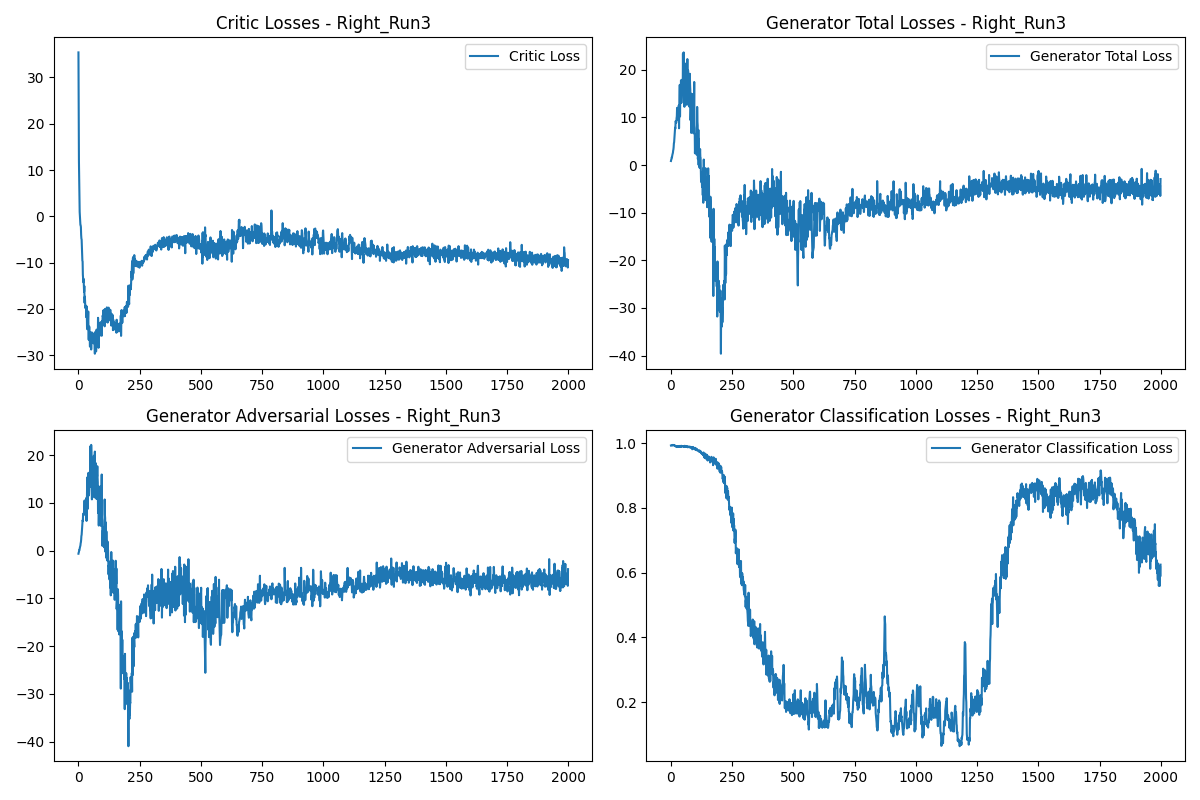 Critic Losses - Right_Run3
Critic Loss
30
20
10
0
−10
−20
−30
0 250 500 750 1000 1250 1500 1750 2000
Generator Total Losses - Right_Run3
Generator Total Loss
20
10
0
−10
−20
−30
−40
0 250 500 750 1000 1250 1500 1750 2000
Generator Adversarial Losses - Right_Run3
Generator Adversarial Loss
20
10
0
−10
−20
−30
−40
0 250 500 750 1000 1250 1500 1750 2000
Generator Classification Losses - Right_Run3
Generator Classification Loss
1.0
0.8
0.6
0.4
0.2
0 250 500 750 1000 1250 1500 1750 2000